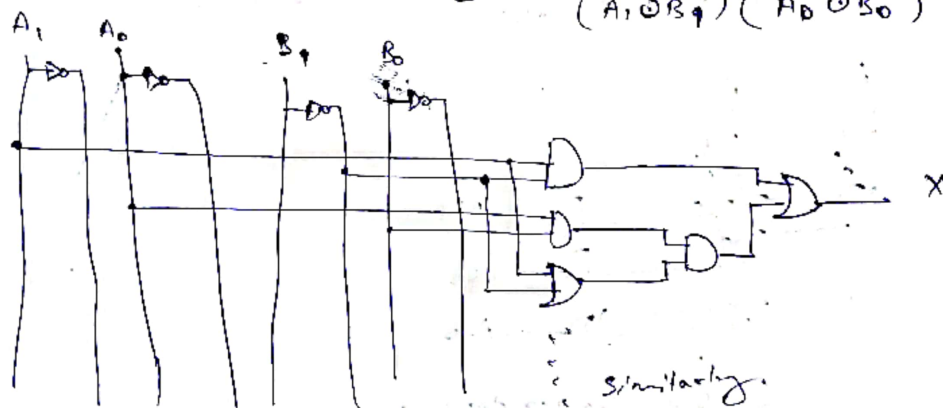 (A₁⊙B₁) (A₀⊙B₀)
A₁ A₀ B₁ B₀
X
Similarly.